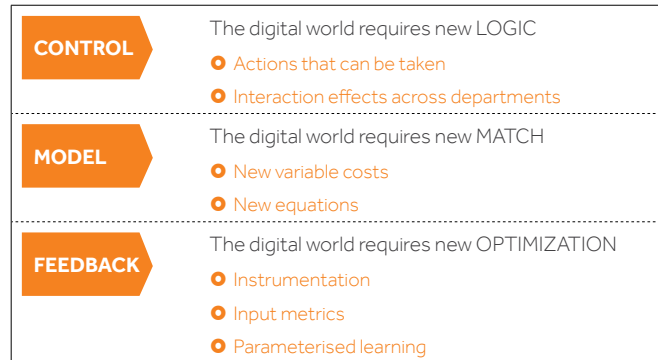 CONTROL
The digital world requires new LOGIC
Actions that can be taken
Interaction effects across departments
MODEL
The digital world requires new MATCH
New variable costs
New equations
FEEDBACK
The digital world requires new OPTIMIZATION
Instrumentation
Input metrics
Parameterised learning